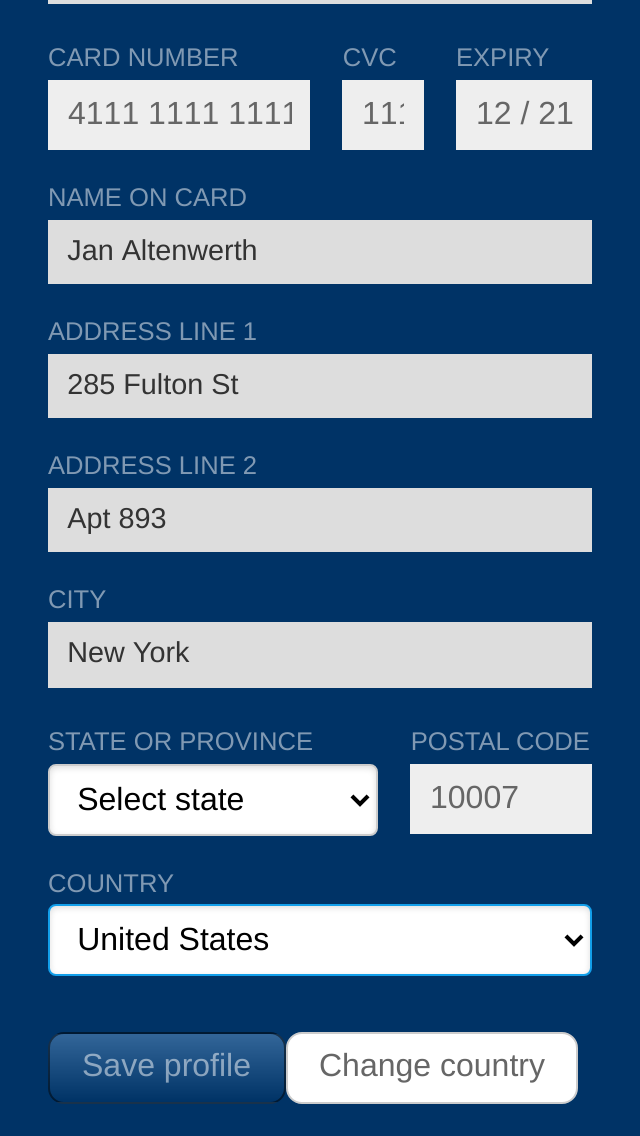 CARD NUMBER CVC EXPIRY
4111 1111 1111 12 / 21
NAME ON CARD
Jan Altenwerth
ADDRESS LINE 1
285 Fulton St
ADDRESS LINE 2
Apt 893
CITY
New York
STATE OR PROVINCE POSTAL CODE
Select state 10007
COUNTRY
United States
Save profile Change country